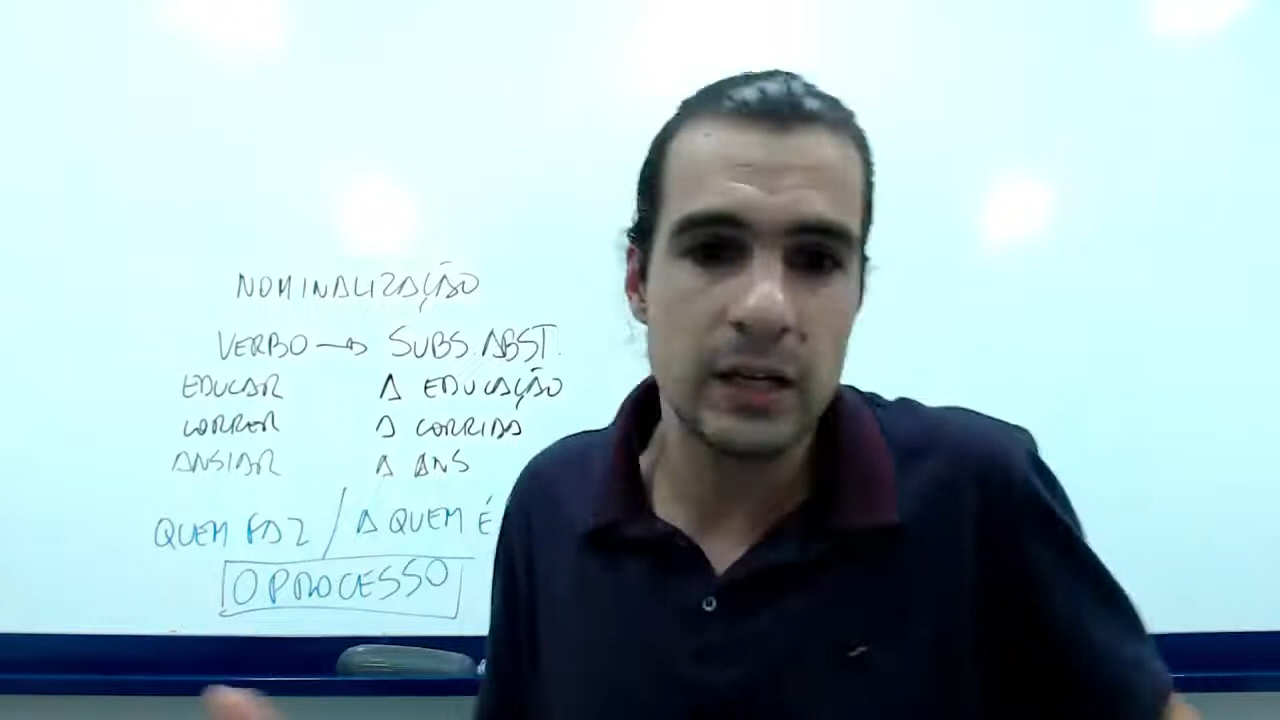 NOMINALIZAÇÃO
VERBO → SUBS. ABST.
EDUCAR A EDUCAÇÃO
CORRER A CORRIDA
ANSIAR A ANS
QUEM FAZ / A QUEM É
O PROCESSO